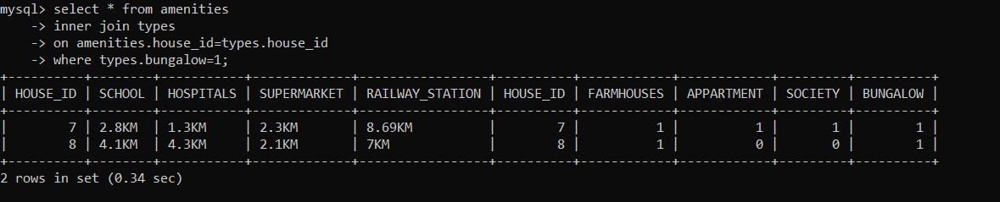 mysql> select * from amenities
    -> inner join types
    -> on amenities.house_id=types.house_id
    -> where types.bungalow=1;
+----------+--------+-----------+-------------+-----------------+----------+------------+------------+---------+----------+
| HOUSE_ID | SCHOOL | HOSPITALS | SUPERMARKET | RAILWAY_STATION | HOUSE_ID | FARMHOUSES | APPARTMENT | SOCIETY | BUNGALOW |
+----------+--------+-----------+-------------+-----------------+----------+------------+------------+---------+----------+
|        7 | 2.8KM  | 1.3KM     | 2.3KM       | 8.69KM          |        7 |          1 |          1 |       1 |        1 |
|        8 | 4.1KM  | 4.3KM     | 2.1KM       | 7KM             |        8 |          1 |          0 |       0 |        1 |
+----------+--------+-----------+-------------+-----------------+----------+------------+------------+---------+----------+
2 rows in set (0.34 sec)